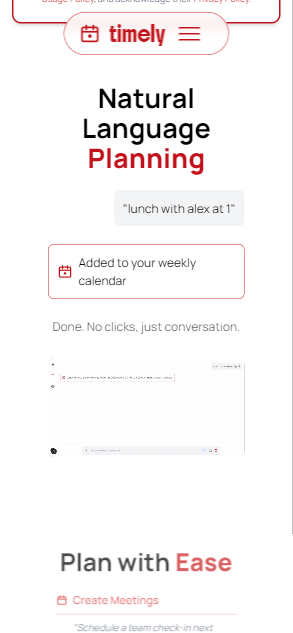 Usage Policy, and acknowledge their Privacy Policy.
timely
Natural
Language
Planning
"lunch with alex at 1"
Added to your weekly
calendar
Done. No clicks, just conversation.
Plan with Ease
Create Meetings
"Schedule a team check-in next